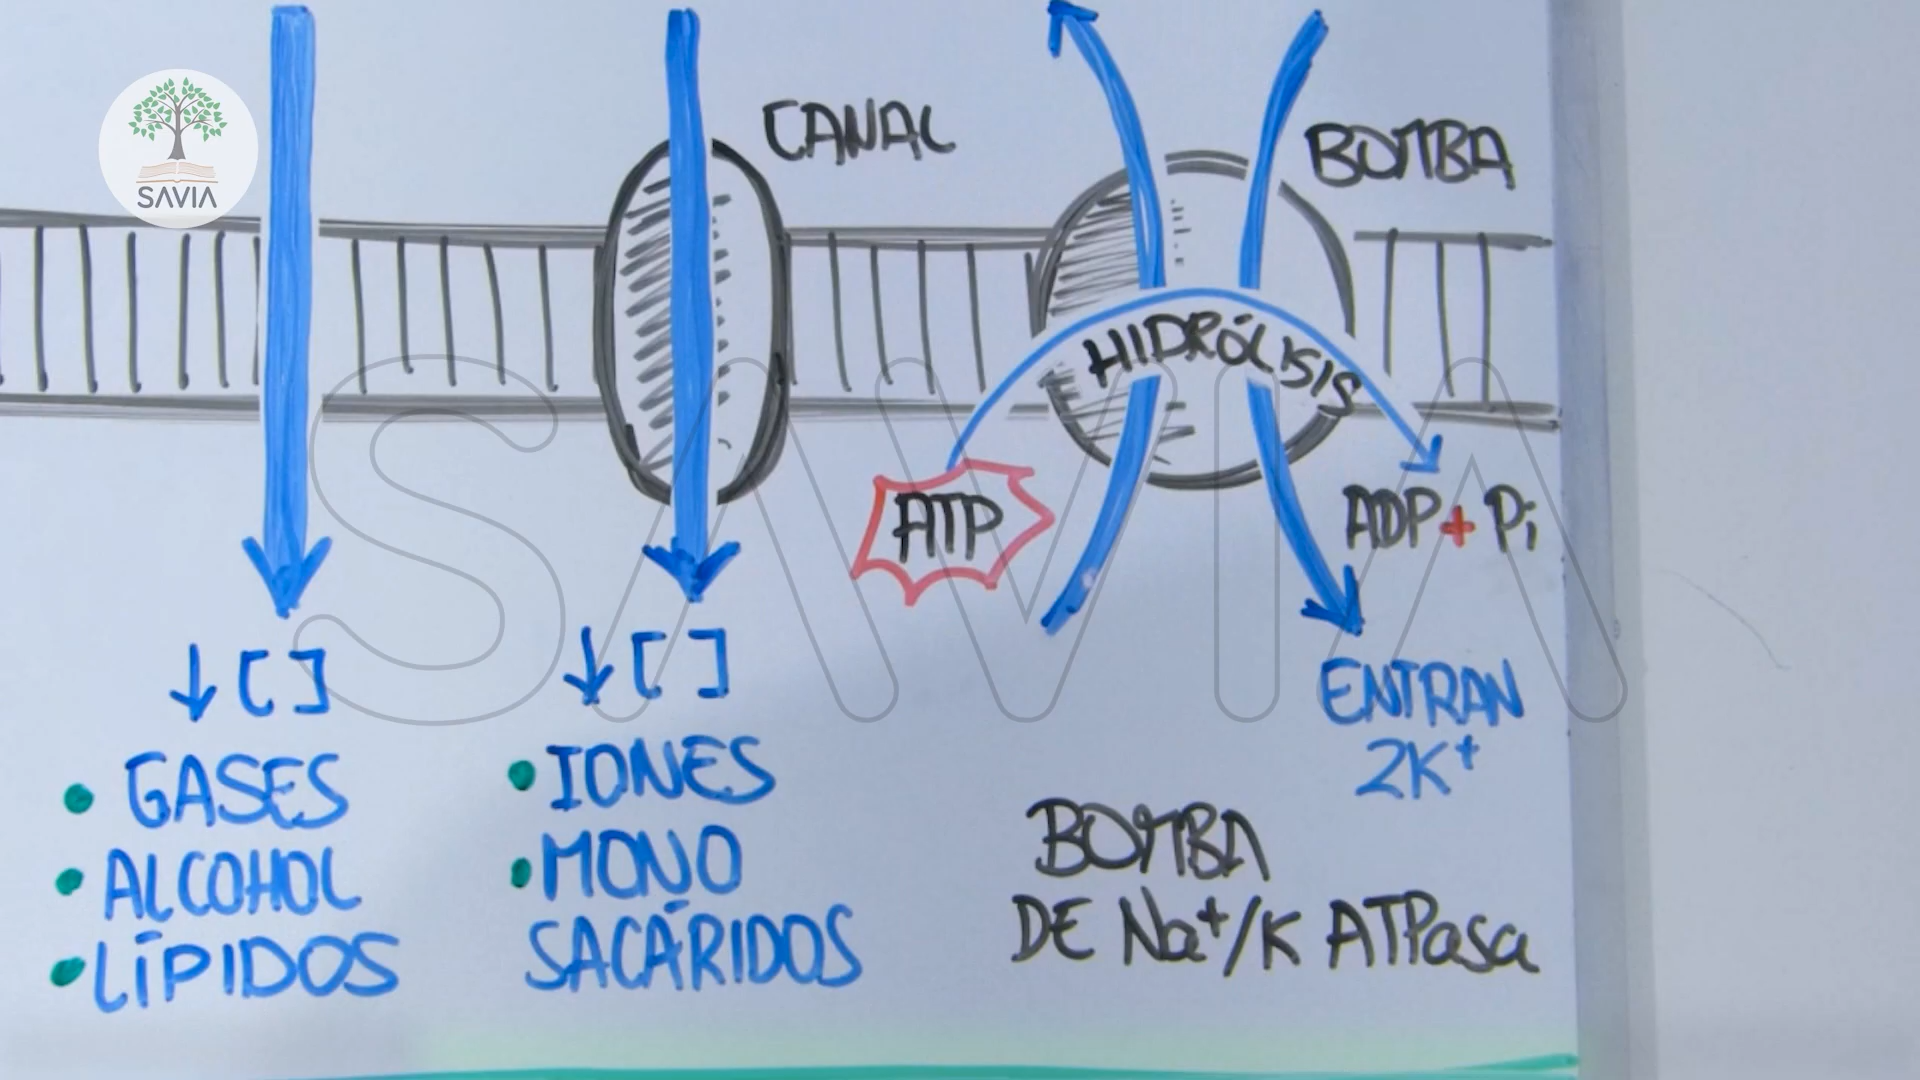 SAVIA
CANAL
BOMBA
HIDRÓLISIS
ATP
ADP + Pi
SAVIA
↓[ ]
↓[ ]
ENTRAN
2K⁺
• GASES
• ALCOHOL
• LÍPIDOS
• IONES
• MONO
SACÁRIDOS
BOMBA
DE Na⁺/K ATPasa